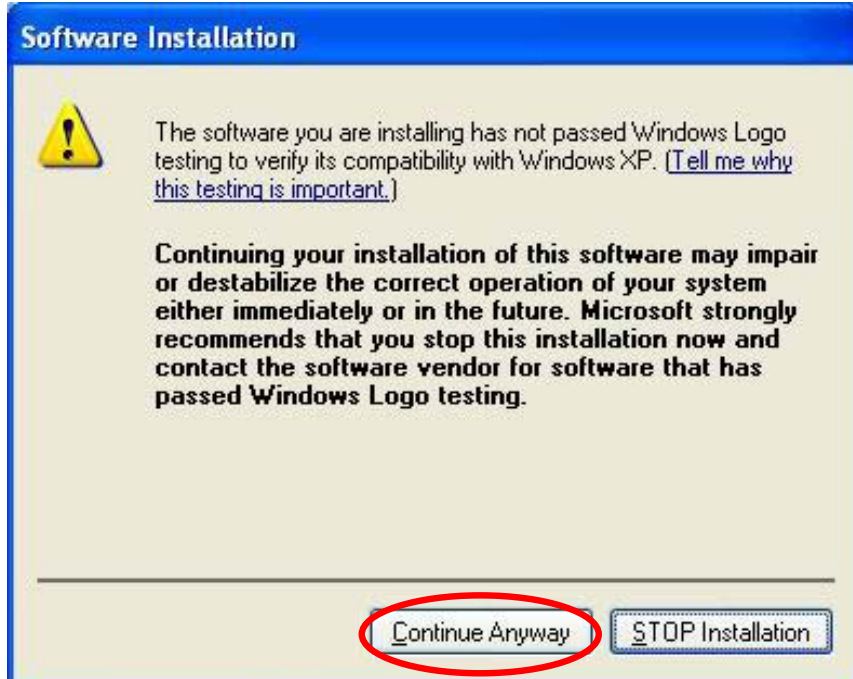 Software Installation
The software you are installing has not passed Windows Logo
testing to verify its compatibility with Windows XP. (Tell me why
this testing is important.)
Continuing your installation of this software may impair
or destabilize the correct operation of your system
either immediately or in the future. Microsoft strongly
recommends that you stop this installation now and
contact the software vendor for software that has
passed Windows Logo testing.
Continue Anyway
STOP Installation